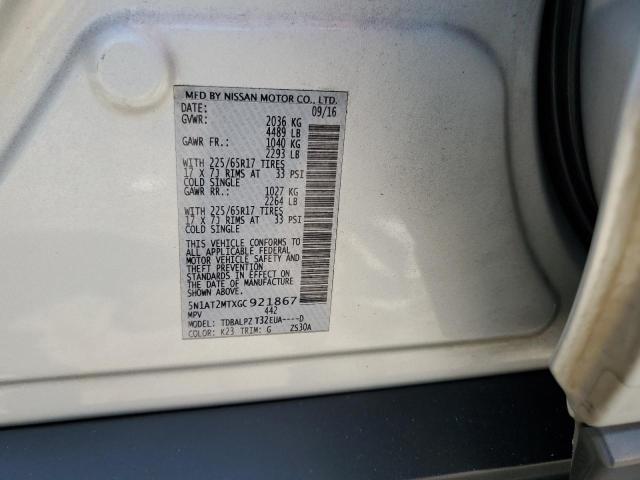 MFD BY NISSAN MOTOR CO., LTD.
DATE: 09/16
GVWR: 2036 KG
4489 LB
GAWR FR.: 1040 KG
2293 LB
WITH 225/65R17 TIRES
17 X 7J RIMS AT 33 PSI
COLD SINGLE
GAWR RR.: 1027 KG
2264 LB
WITH 225/65R17 TIRES
17 X 7J RIMS AT 33 PSI
COLD SINGLE
THIS VEHICLE CONFORMS TO
ALL APPLICABLE FEDERAL
MOTOR VEHICLE SAFETY AND
THEFT PREVENTION
STANDARDS IN EFFECT ON
THE DATE OF MANUFACTURE
SHOWN ABOVE.
5N1AT2MTXGC921867
MPV 442
MODEL: TDBALPZ T32EUA----D
COLOR: K23 TRIM: G ZS30A